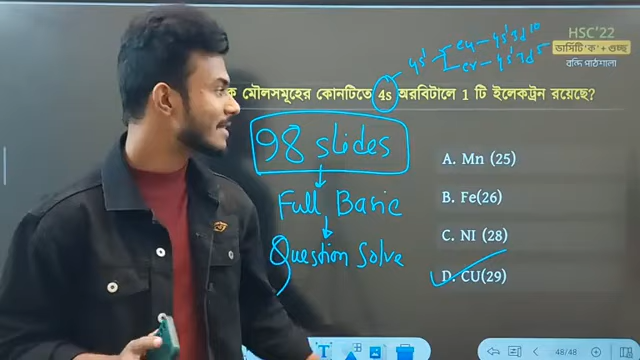 HSC'22
ভার্সিটি 'ক' + গুচ্ছ
বন্দি পাঠশালা
4s¹
cu - 4s¹3d¹⁰
cr - 4s¹3d⁵
ক মৌলসমূহের কোনটিতে 4s অরবিটালে 1 টি ইলেকট্রন রয়েছে?
98 slides
Full Basic
Question Solve
A. Mn (25)
B. Fe(26)
C. NI (28)
D. CU(29)
T
48/48